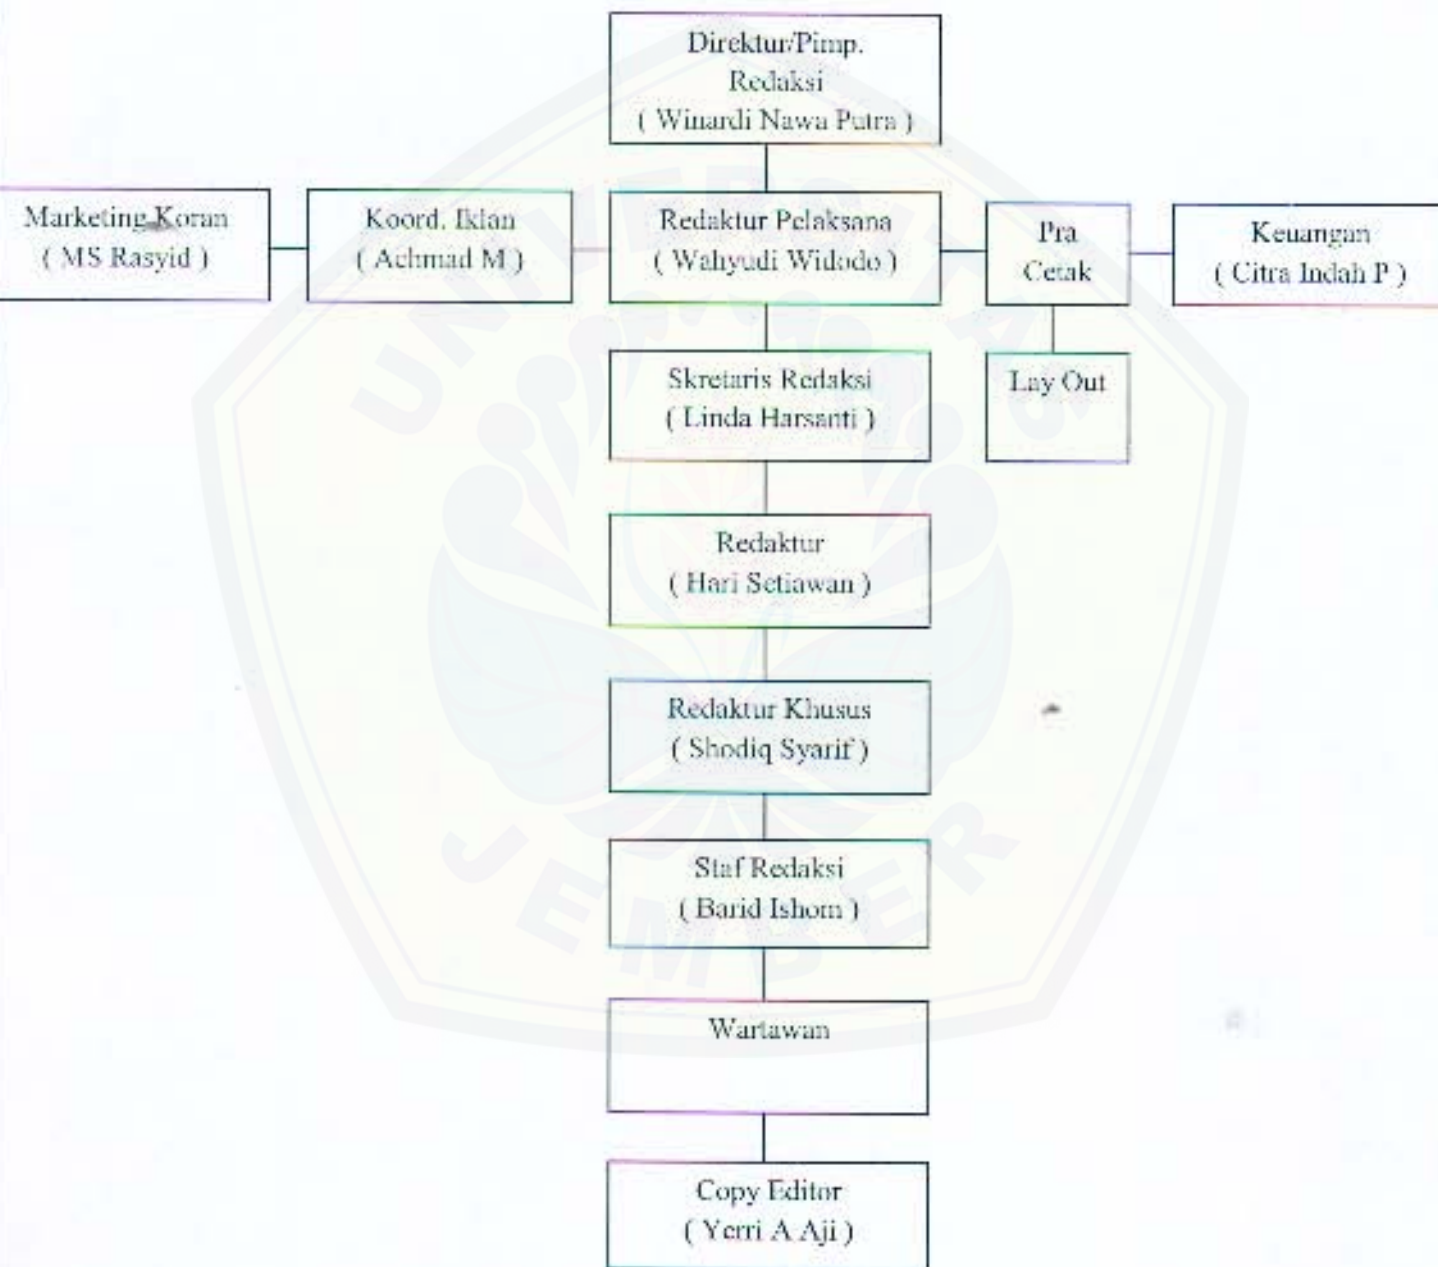 Direktur/Pimp.
Redaksi
( Winardi Nawa Putra )
Marketing Koran
( MS Rasyid )
Koord. Iklan
( Achmad M )
Redaktur Pelaksana
( Wahyudi Widodo )
Pra
Cetak
Keuangan
( Citra Indah P )
Skretaris Redaksi
( Linda Harsanti )
Lay Out
Redaktur
( Hari Setiawan )
Redaktur Khusus
( Shodiq Syarif )
Staf Redaksi
( Barid Ishom )
Wartawan
Copy Editor
( Yerri A Aji )
UNIVERSITAS
JEMBER